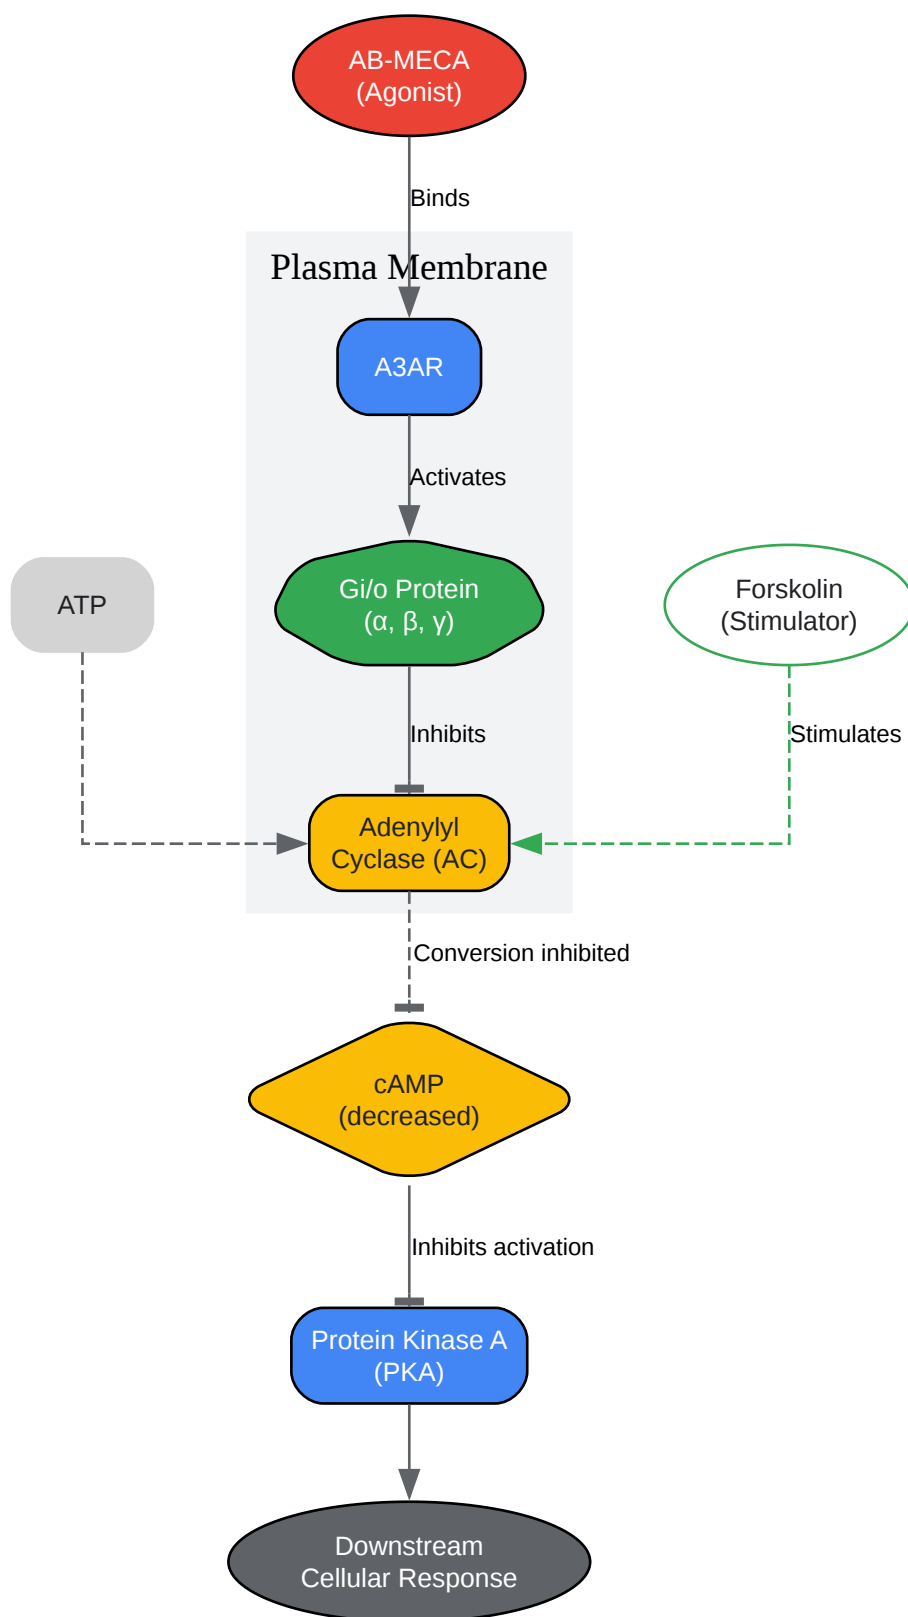 AB-MECA
(Agonist)
Binds
Plasma Membrane
A3AR
Activates
Gi/o Protein
(α, β, γ)
ATP
Forskolin
(Stimulator)
Inhibits
Stimulates
Adenylyl
Cyclase (AC)
Conversion inhibited
cAMP
(decreased)
Inhibits activation
Protein Kinase A
(PKA)
Downstream
Cellular Response